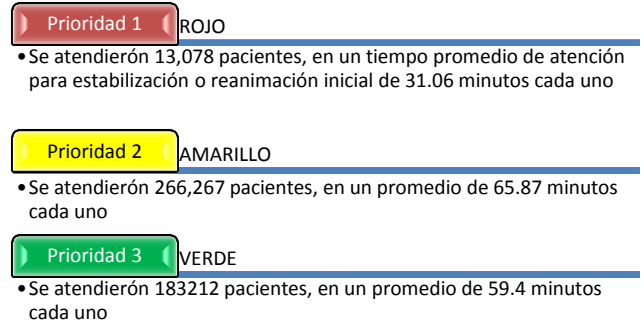 Prioridad 1 ROJO
•Se atendierón 13,078 pacientes, en un tiempo promedio de atención
para estabilización o reanimación inicial de 31.06 minutos cada uno
Prioridad 2 AMARILLO
•Se atendierón 266,267 pacientes, en un promedio de 65.87 minutos
cada uno
Prioridad 3 VERDE
•Se atendierón 183212 pacientes, en un promedio de 59.4 minutos
cada uno